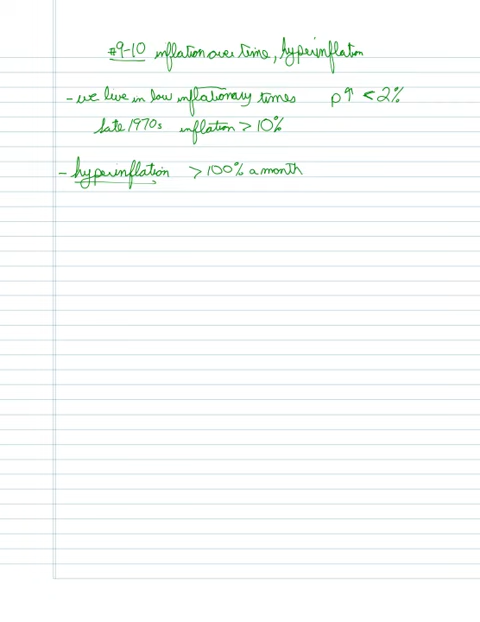 #9-10 inflation over time, hyperinflation
- we live in low inflationary times p↑ < 2%
late 1970s inflation > 10%
- hyperinflation > 100% a month